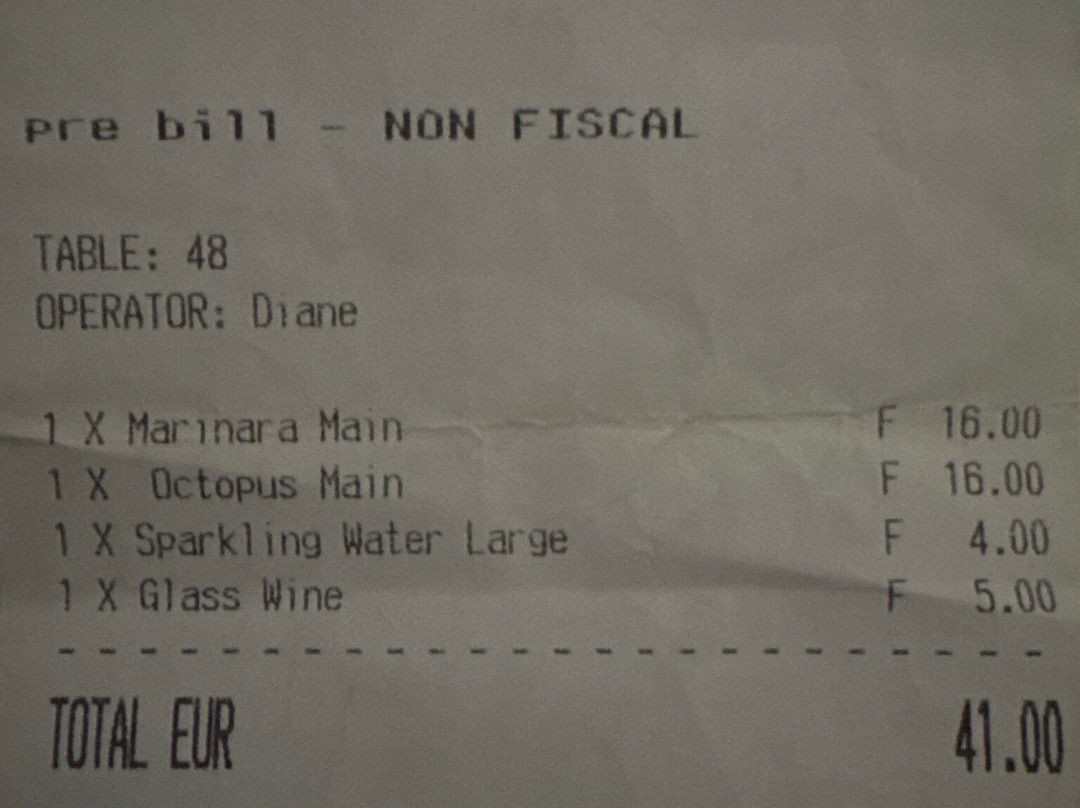 pre bill - NON FISCAL
TABLE: 48
OPERATOR: Diane
1 X Marinara Main F 16.00
1 X Octopus Main F 16.00
1 X Sparkling Water Large F 4.00
1 X Glass Wine F 5.00
- - - - - - - - - - - - - - - - - - - - - - - -
TOTAL EUR 41.00